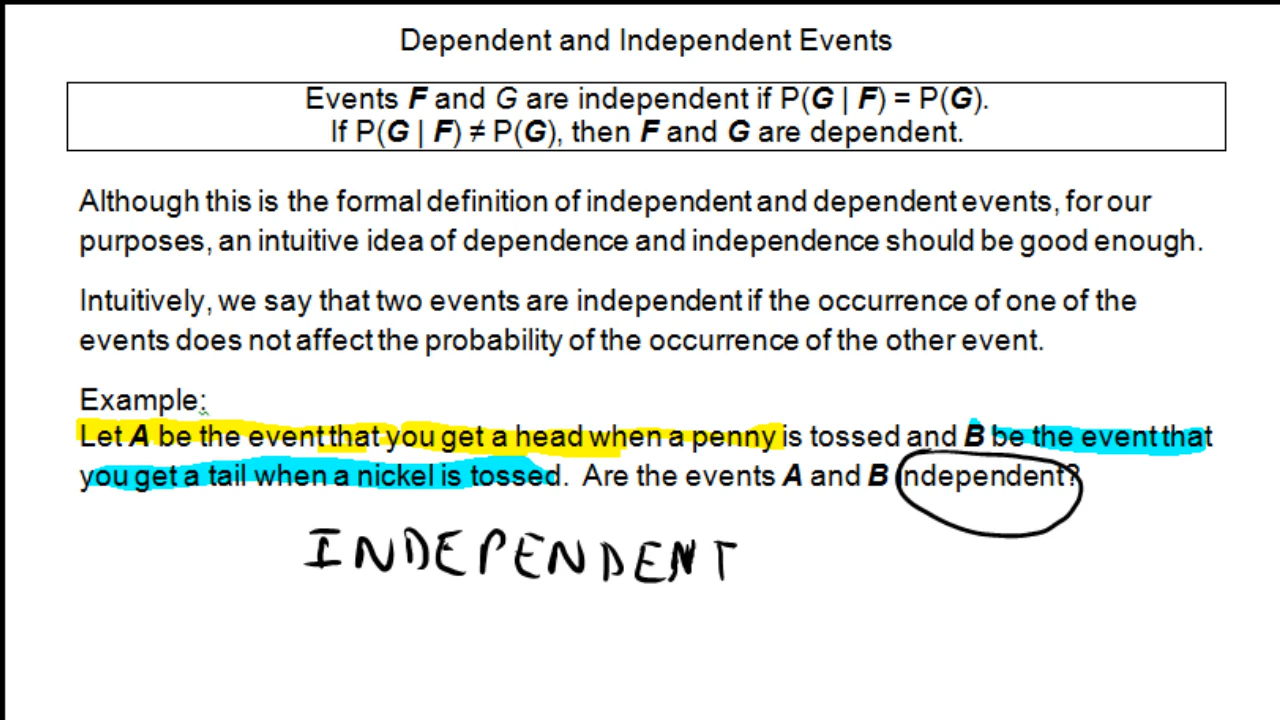 Dependent and Independent Events
Events F and G are independent if P(G | F) = P(G).
If P(G | F) ≠ P(G), then F and G are dependent.
Although this is the formal definition of independent and dependent events, for our
purposes, an intuitive idea of dependence and independence should be good enough.
Intuitively, we say that two events are independent if the occurrence of one of the
events does not affect the probability of the occurrence of the other event.
Example:
Let A be the event that you get a head when a penny is tossed and B be the event that
you get a tail when a nickel is tossed. Are the events A and B independent?
INDEPENDENT